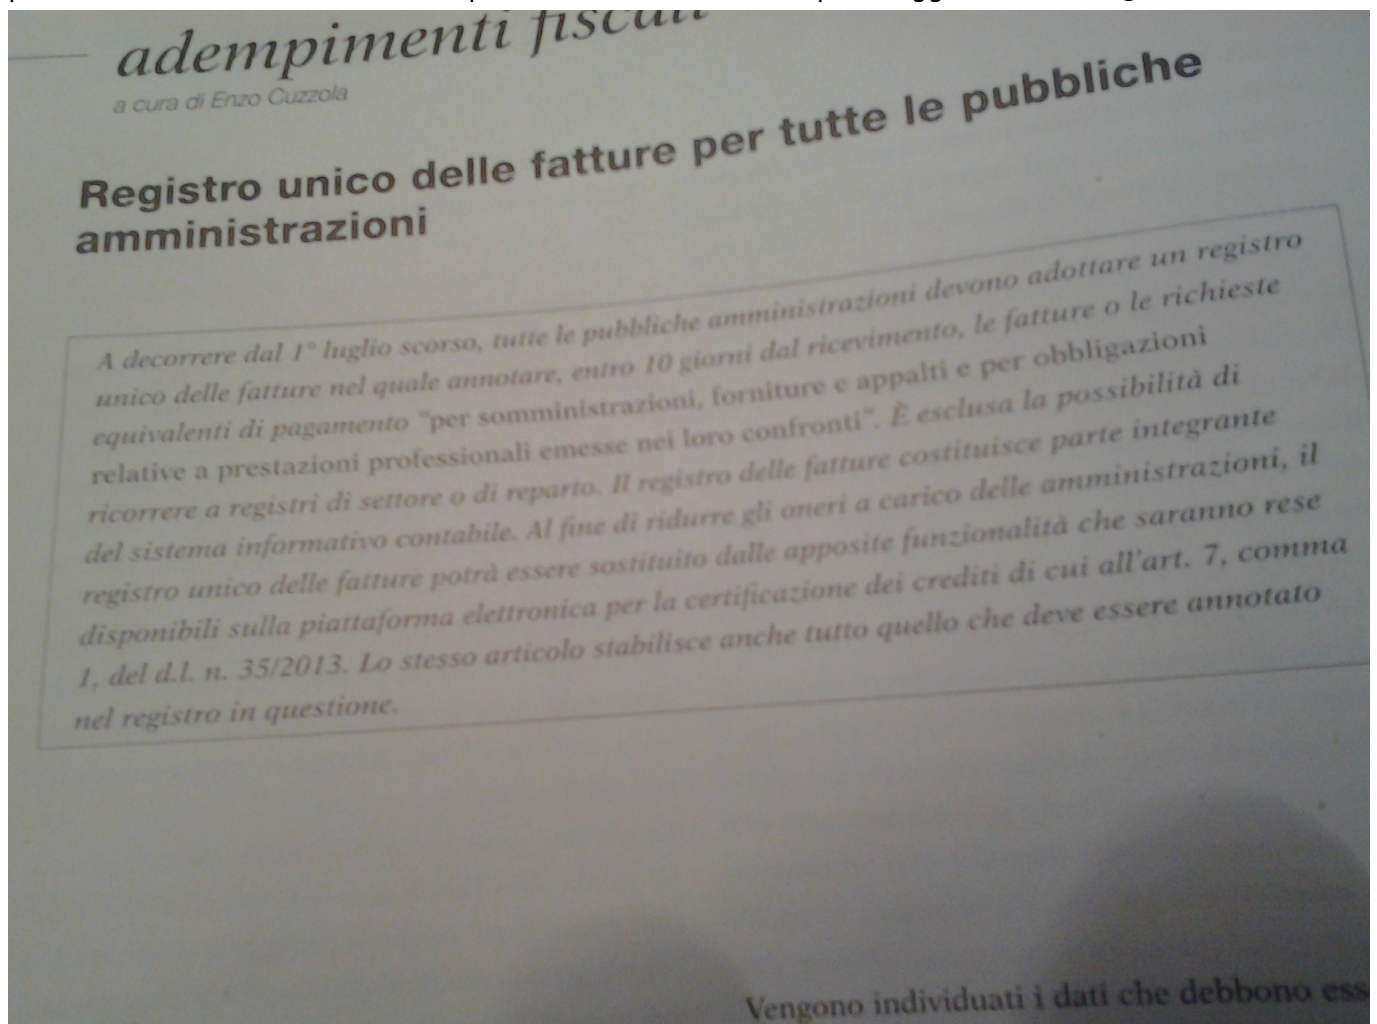 adempimenti fiscali
a cura di Enzo Cuzzola
Registro unico delle fatture per tutte le pubbliche
amministrazioni
A decorrere dal 1° luglio scorso, tutte le pubbliche amministrazioni devono adottare un registro
unico delle fatture nel quale annotare, entro 10 giorni dal ricevimento, le fatture o le richieste
equivalenti di pagamento "per somministrazioni, forniture e appalti e per obbligazioni
relative a prestazioni professionali emesse nei loro confronti". È esclusa la possibilità di
ricorrere a registri di settore o di reparto. Il registro delle fatture costituisce parte integrante
del sistema informativo contabile. Al fine di ridurre gli oneri a carico delle amministrazioni, il
registro unico delle fatture potrà essere sostituito dalle apposite funzionalità che saranno rese
disponibili sulla piattaforma elettronica per la certificazione dei crediti di cui all'art. 7, comma
1, del d.l. n. 35/2013. Lo stesso articolo stabilisce anche tutto quello che deve essere annotato
nel registro in questione.
Vengono individuati i dati che debbono ess